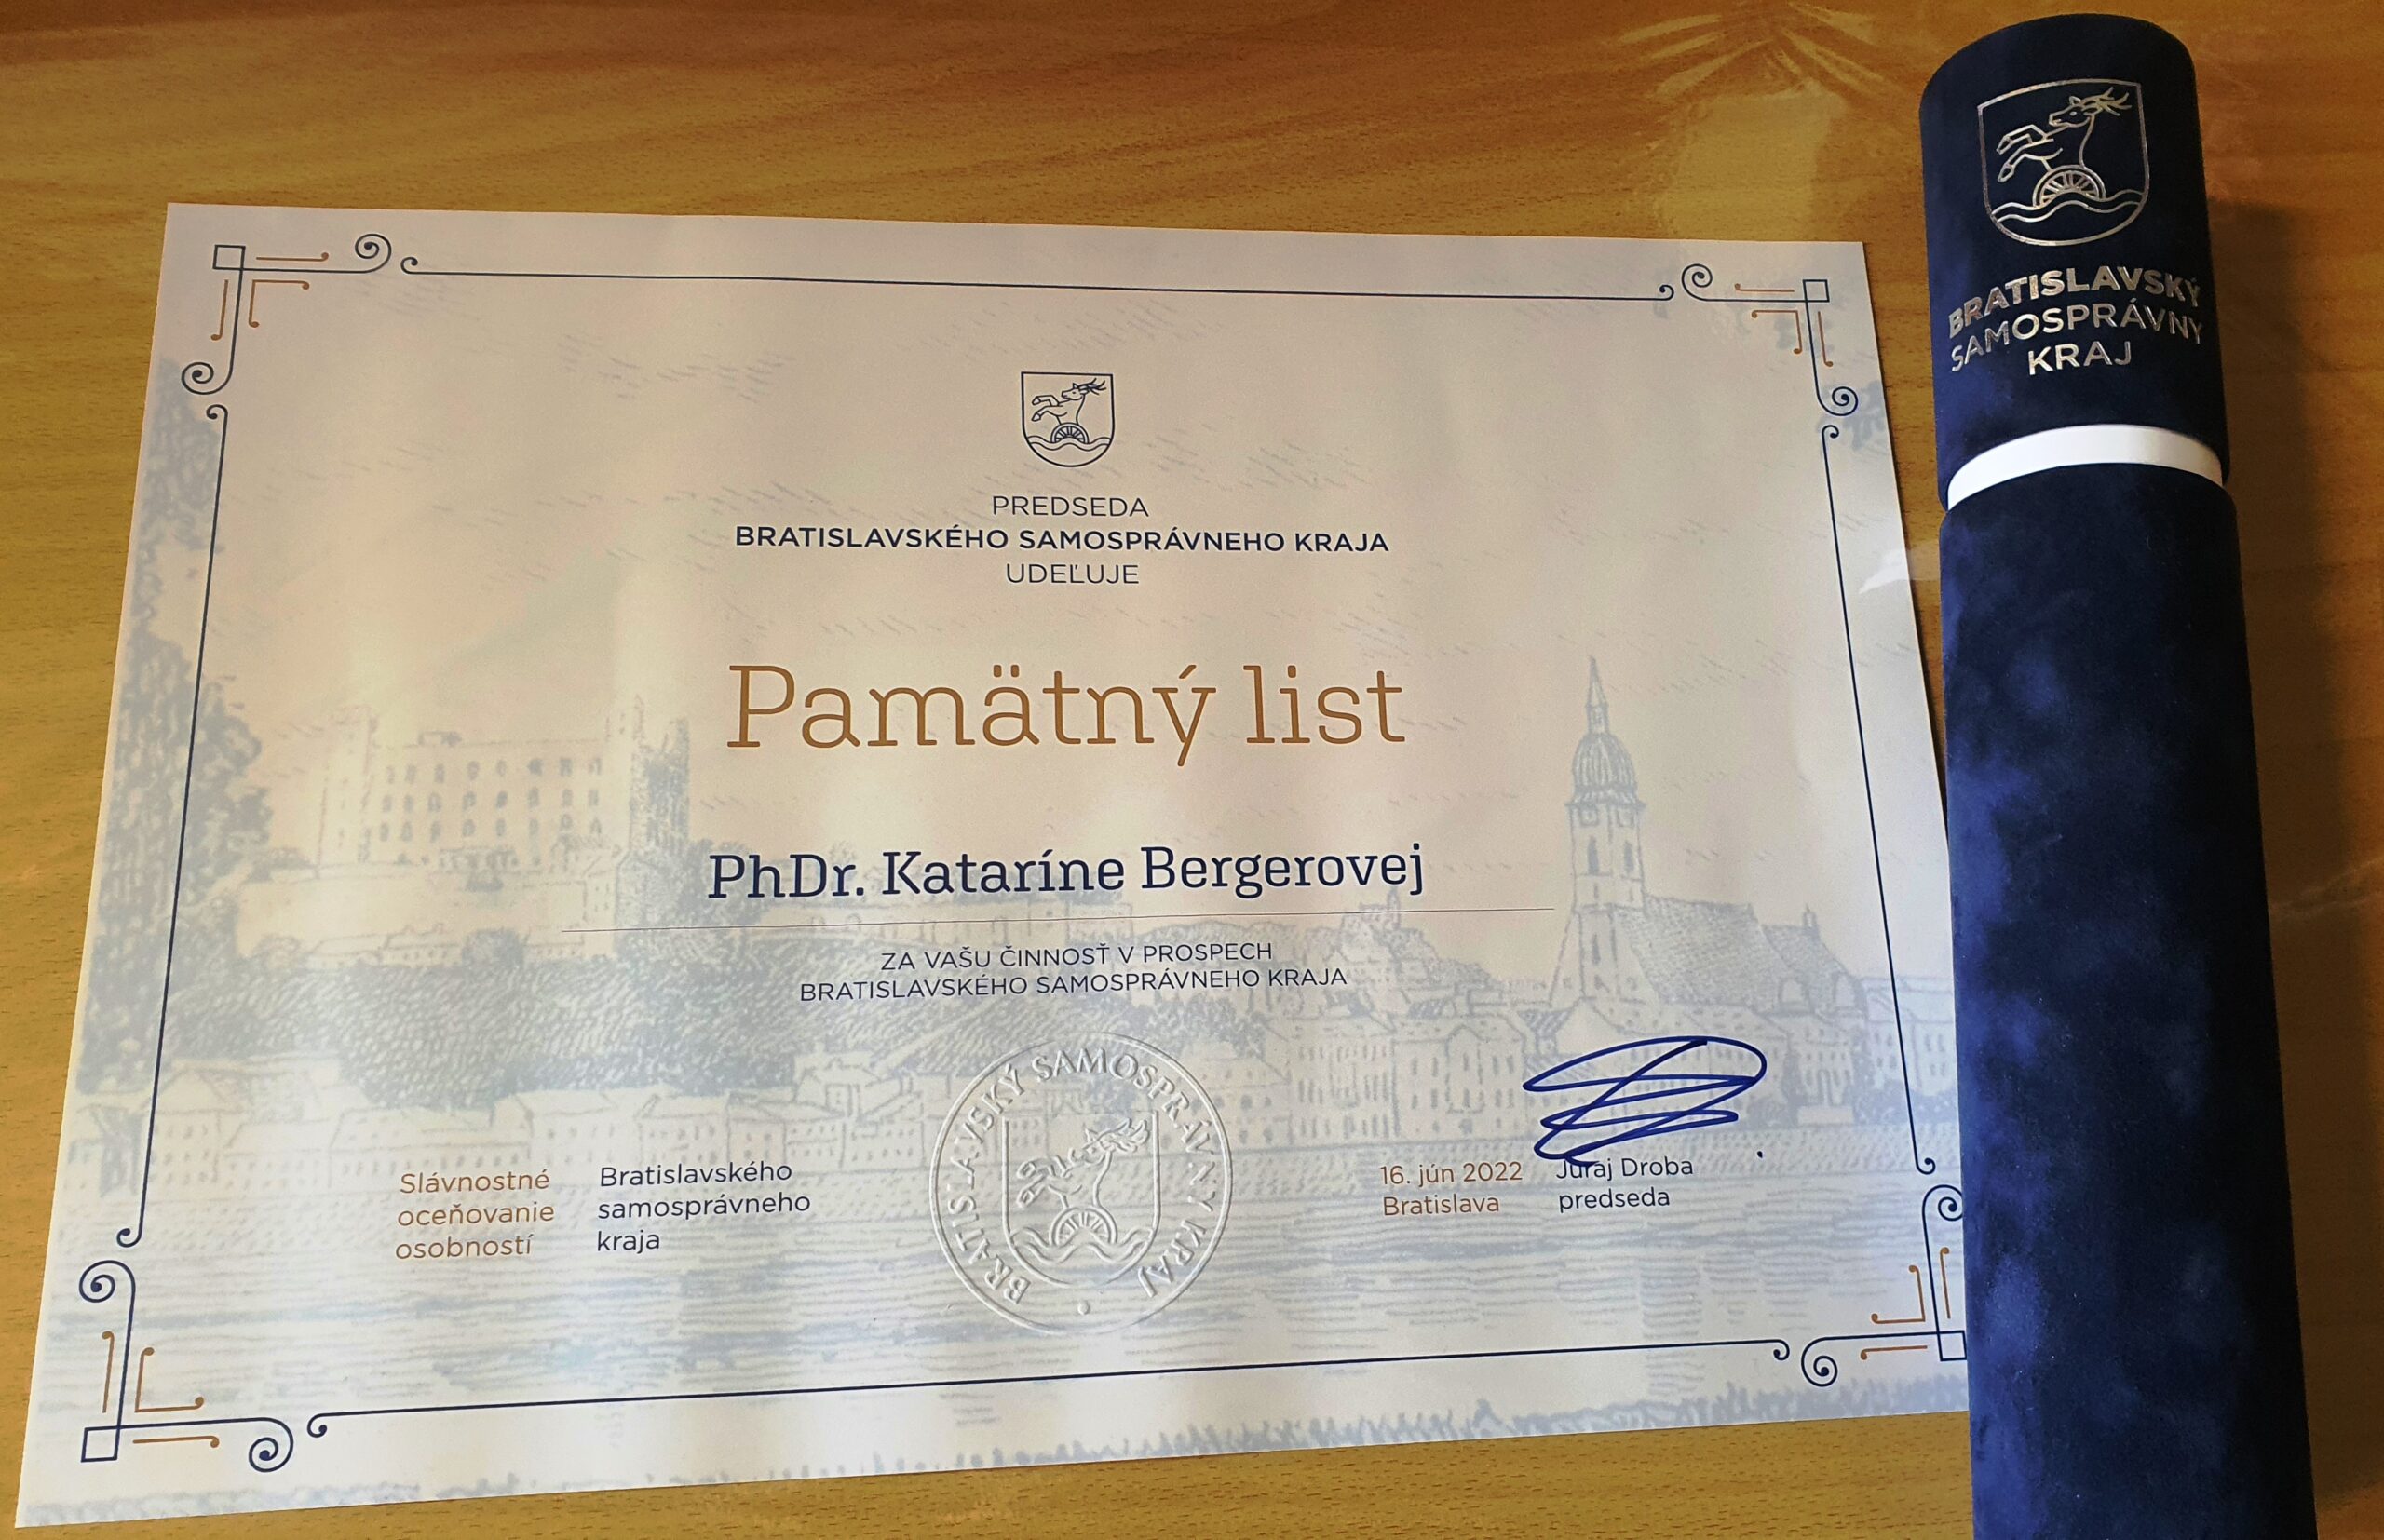 PREDSEDA
BRATISLAVSKÉHO SAMOSPRÁVNEHO KRAJA
UDEĽUJE
Pamätný list
PhDr. Kataríne Bergerovej
ZA VAŠU ČINNOSŤ V PROSPECH
BRATISLAVSKÉHO SAMOSPRÁVNEHO KRAJA
Slávnostné
oceňovanie
osobností
Bratislavského
samosprávneho
kraja
BRATISLAVSKÝ SAMOSPRÁVNY KRAJ
16. jún 2022
Bratislava
Juraj Droba
predseda
BRATISLAVSKÝ
SAMOSPRÁVNY
KRAJ